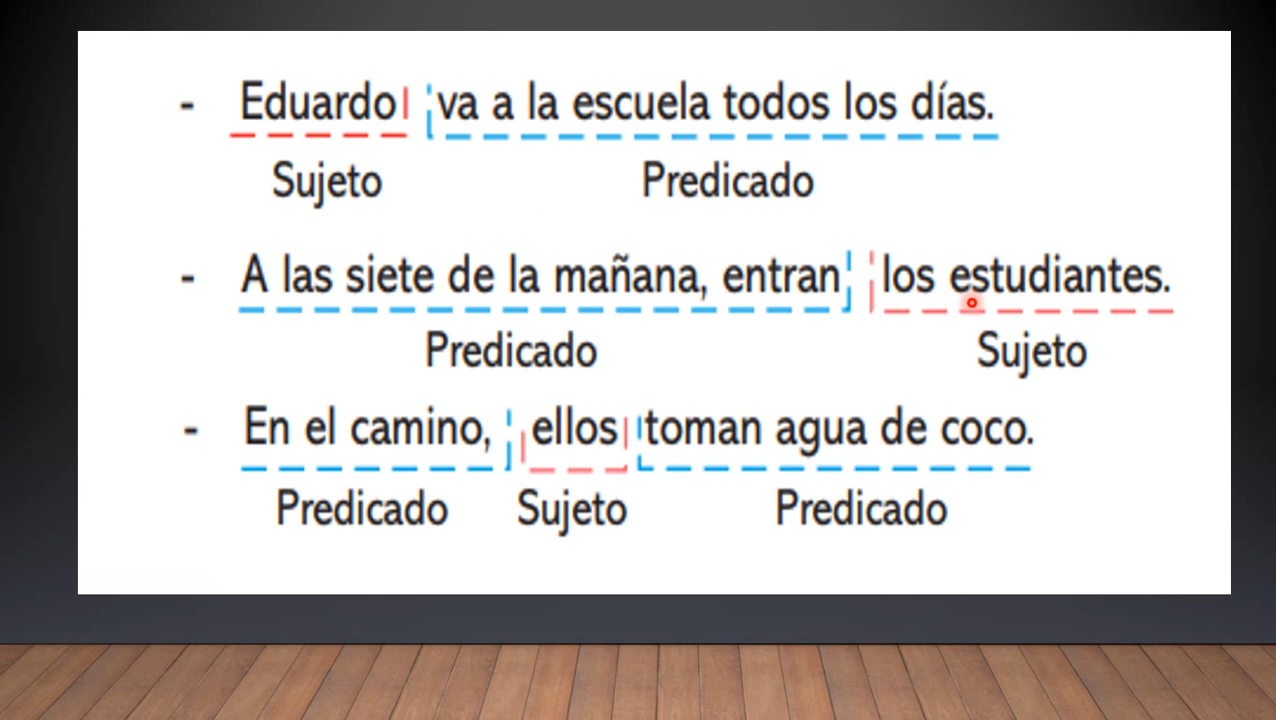 - Eduardo va a la escuela todos los días.
Sujeto Predicado
- A las siete de la mañana, entran los estudiantes.
Predicado Sujeto
- En el camino, ellos toman agua de coco.
Predicado Sujeto Predicado